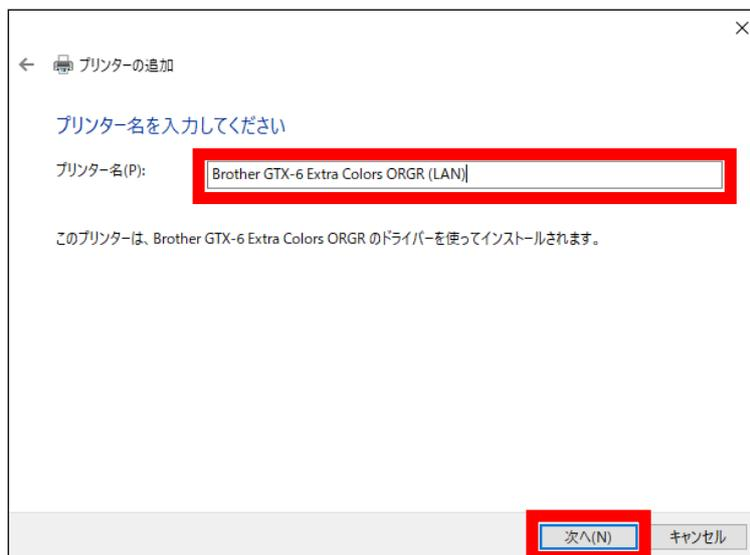 プリンターの追加
プリンター名を入力してください
プリンター名(P): Brother GTX-6 Extra Colors ORGR (LAN)
このプリンターは、Brother GTX-6 Extra Colors ORGR のドライバーを使ってインストールされます。
次へ(N) キャンセル